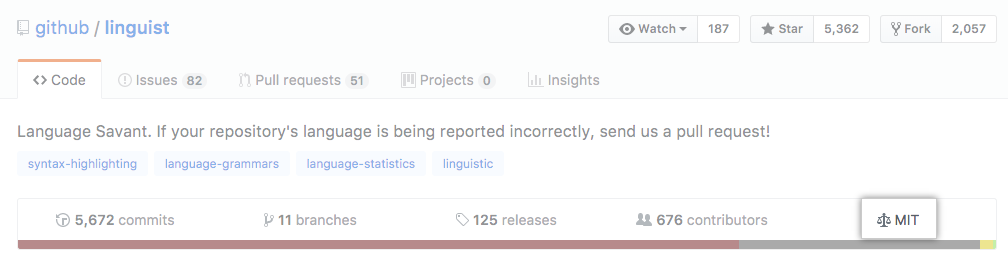 github / linguist Watch 187 Star 5,362 Fork 2,057
Code Issues 82 Pull requests 51 Projects 0 Insights
Language Savant. If your repository's language is being reported incorrectly, send us a pull request!
syntax-highlighting language-grammars language-statistics linguistic
5,672 commits 11 branches 125 releases 676 contributors MIT